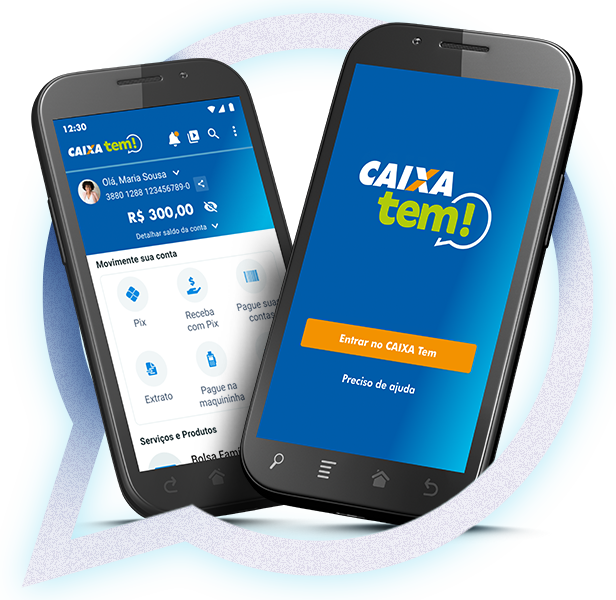 12:30
CAIXA tem!
Olá, Maria Sousa
3880 1288 123456789-0
R$ 300,00
Detalhar saldo da conta
Movimente sua conta
Pix
Receba
com Pix
Pague suas
contas
Extrato
Pague na
maquininha
Serviços e Produtos
Bolsa Famí
CAIXA
tem!
Entrar no CAIXA Tem
Preciso de ajuda